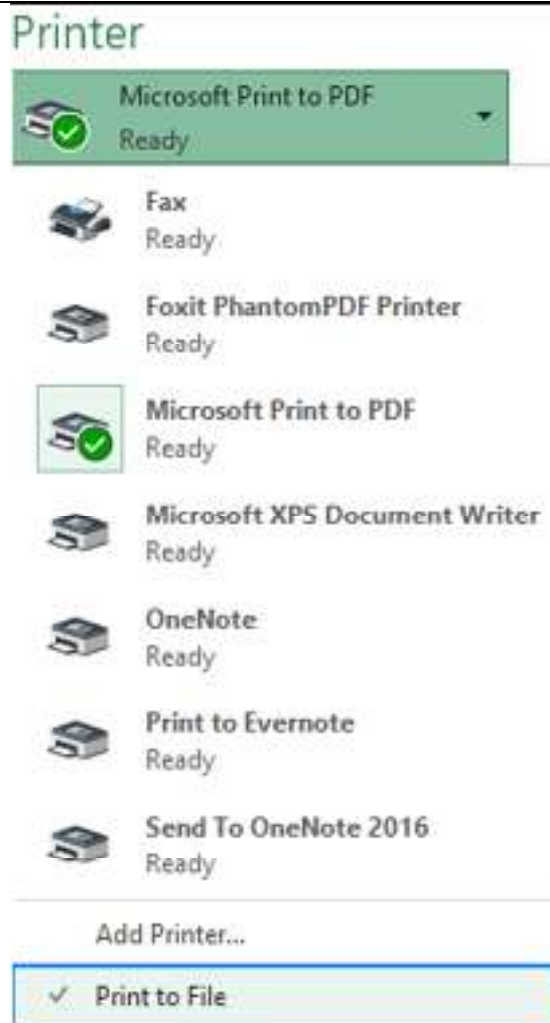 Printer
Microsoft Print to PDF
Ready
Fax
Ready
Foxit PhantomPDF Printer
Ready
Microsoft Print to PDF
Ready
Microsoft XPS Document Writer
Ready
OneNote
Ready
Print to Evernote
Ready
Send To OneNote 2016
Ready
Add Printer...
Print to File